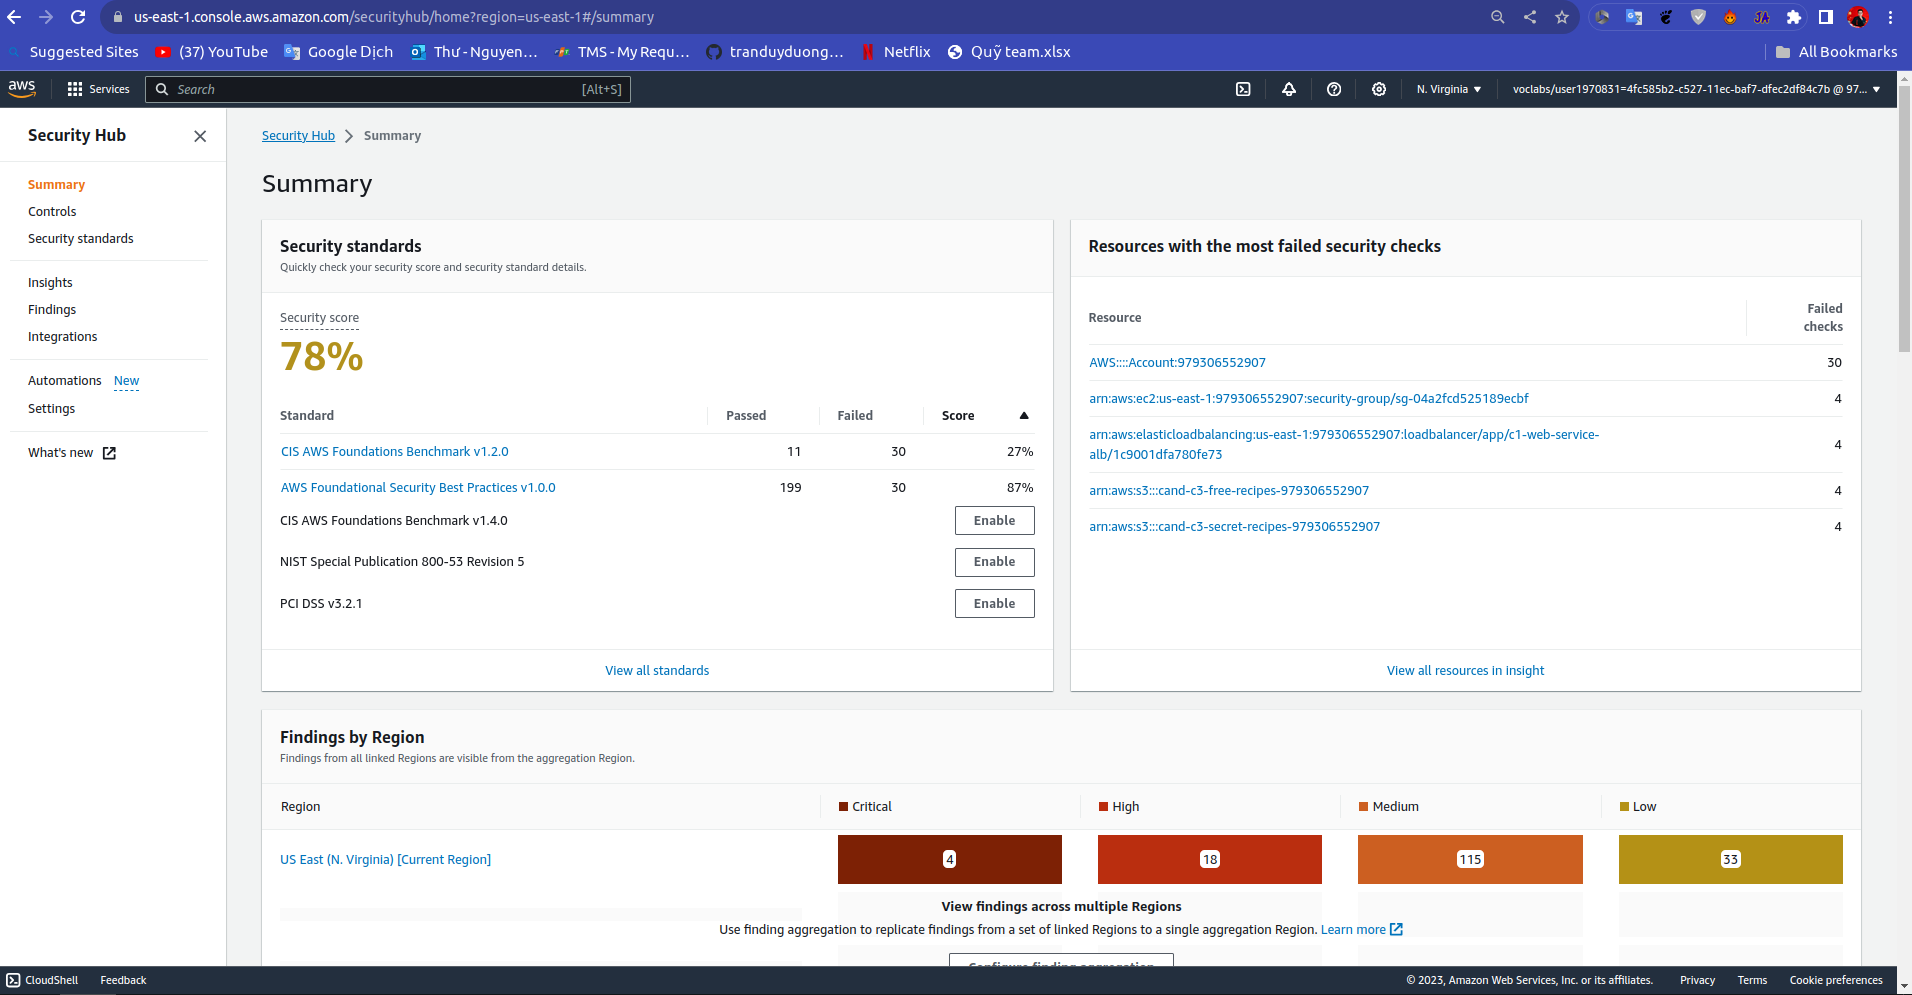 us-east-1.console.aws.amazon.com/securityhub/home?region=us-east-1#/summary
Suggested Sites
(37) YouTube
Google Dịch
Thư - Nguyen...
TMS - My Requ...
tranduyduong...
Netflix
Quỹ team.xlsx
All Bookmarks
aws
Services
Search
[Alt+S]
N. Virginia
voclabs/user1970831=4fc585b2-c527-11ec-baf7-dfec2df84c7b @ 97...
Security Hub
Summary
Controls
Security standards
Insights
Findings
Integrations
Automations New
Settings
What's new
Security Hub > Summary
Summary
Security standards
Quickly check your security score and security standard details.
Security score
78%
Standard Passed Failed Score
CIS AWS Foundations Benchmark v1.2.0 11 30 27%
AWS Foundational Security Best Practices v1.0.0 199 30 87%
CIS AWS Foundations Benchmark v1.4.0 Enable
NIST Special Publication 800-53 Revision 5 Enable
PCI DSS v3.2.1 Enable
View all standards
Resources with the most failed security checks
Resource Failed
checks
AWS::::Account:979306552907 30
arn:aws:ec2:us-east-1:979306552907:security-group/sg-04a2fcd525189ecbf 4
arn:aws:elasticloadbalancing:us-east-1:979306552907:loadbalancer/app/c1-web-service-
alb/1c9001dfa780fe73 4
arn:aws:s3:::cand-c3-free-recipes-979306552907 4
arn:aws:s3:::cand-c3-secret-recipes-979306552907 4
View all resources in insight
Findings by Region
Findings from all linked Regions are visible from the aggregation Region.
Region Critical High Medium Low
US East (N. Virginia) [Current Region] 4 18 115 33
View findings across multiple Regions
Use finding aggregation to replicate findings from a set of linked Regions to a single aggregation Region. Learn more
Configure finding aggregation
CloudShell
Feedback
© 2023, Amazon Web Services, Inc. or its affiliates.
Privacy
Terms
Cookie preferences